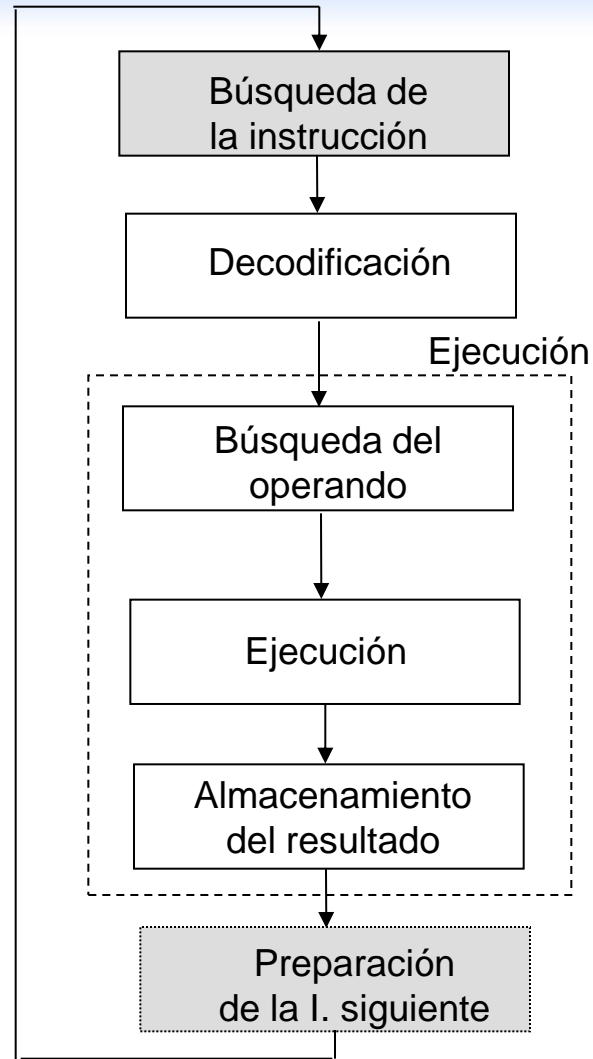 Búsqueda de
la instrucción
Decodificación
Ejecución
Búsqueda del
operando
Ejecución
Almacenamiento
del resultado
Preparación
de la I. siguiente